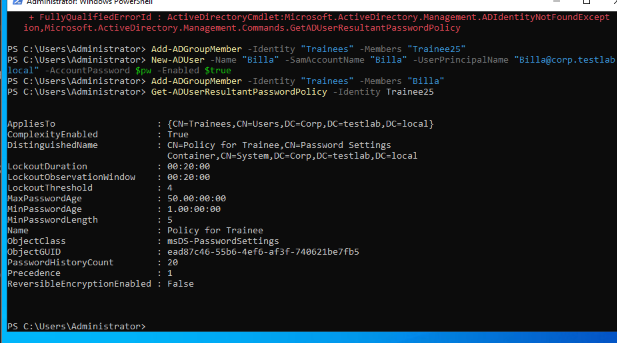 Administrator: Windows PowerShell
    + FullyQualifiedErrorId : ActiveDirectoryCmdlet:Microsoft.ActiveDirectory.Management.ADIdentityNotFoundExcept
   ion,Microsoft.ActiveDirectory.Management.Commands.GetADUserResultantPasswordPolicy

PS C:\Users\Administrator> Add-ADGroupMember -Identity "Trainees" -Members "Trainee25"
PS C:\Users\Administrator> New-ADUser -Name "Billa" -SamAccountName "Billa" -UserPrincipalName "Billa@corp.testlab
local" -AccountPassword $pw -Enabled $true
PS C:\Users\Administrator> Add-ADGroupMember -Identity "Trainees" -Members "Billa"
PS C:\Users\Administrator> Get-ADUserResultantPasswordPolicy -Identity Trainee25

AppliesTo                   : {CN=Trainees,CN=Users,DC=Corp,DC=testlab,DC=local}
ComplexityEnabled           : True
DistinguishedName           : CN=Policy for Trainee,CN=Password Settings
                              Container,CN=System,DC=Corp,DC=testlab,DC=local
LockoutDuration             : 00:20:00
LockoutObservationWindow    : 00:20:00
LockoutThreshold            : 4
MaxPasswordAge              : 50.00:00:00
MinPasswordAge              : 1.00:00:00
MinPasswordLength           : 5
Name                        : Policy for Trainee
ObjectClass                 : msDS-PasswordSettings
ObjectGUID                  : ead87c46-55b6-4ef6-af3f-740621be7fb5
PasswordHistoryCount        : 20
Precedence                  : 1
ReversibleEncryptionEnabled : False

PS C:\Users\Administrator>